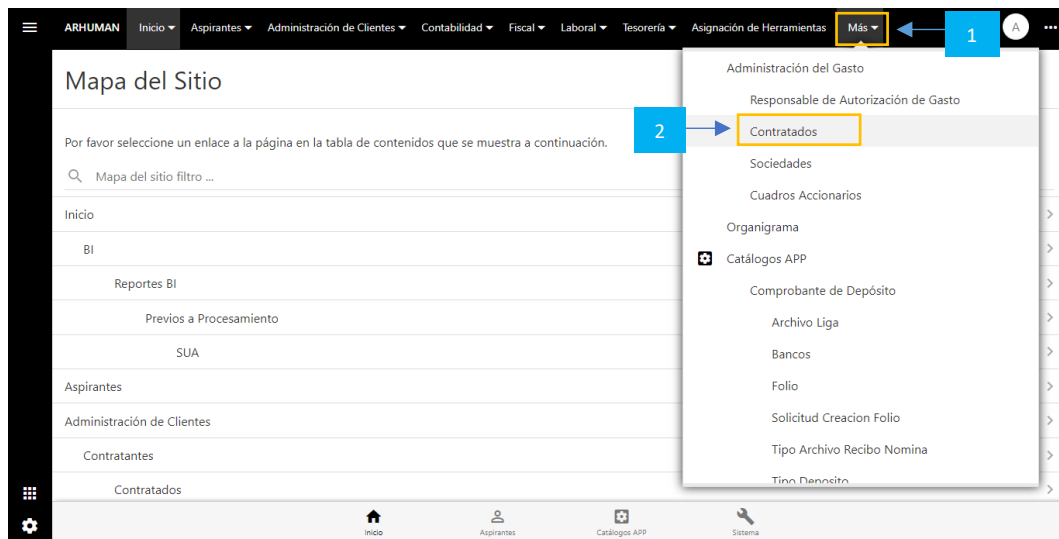 ARHUMAN Inicio Aspirantes Administración de Clientes Contabilidad Fiscal Laboral Tesorería Asignación de Herramientas Más 1 A
Mapa del Sitio
Por favor seleccione un enlace a la página en la tabla de contenidos que se muestra a continuación.
Mapa del sitio filtro ...
Inicio
BI
Reportes BI
Previos a Procesamiento
SUA
Aspirantes
Administración de Clientes
Contratantes
Contratados
Administración del Gasto
Responsable de Autorización de Gasto
2 Contratados
Sociedades
Cuadros Accionarios
Organigrama
Catálogos APP
Comprobante de Depósito
Archivo Liga
Bancos
Folio
Solicitud Creacion Folio
Tipo Archivo Recibo Nomina
Tipo Deposito
Inicio Aspirantes Catálogos APP Sistema